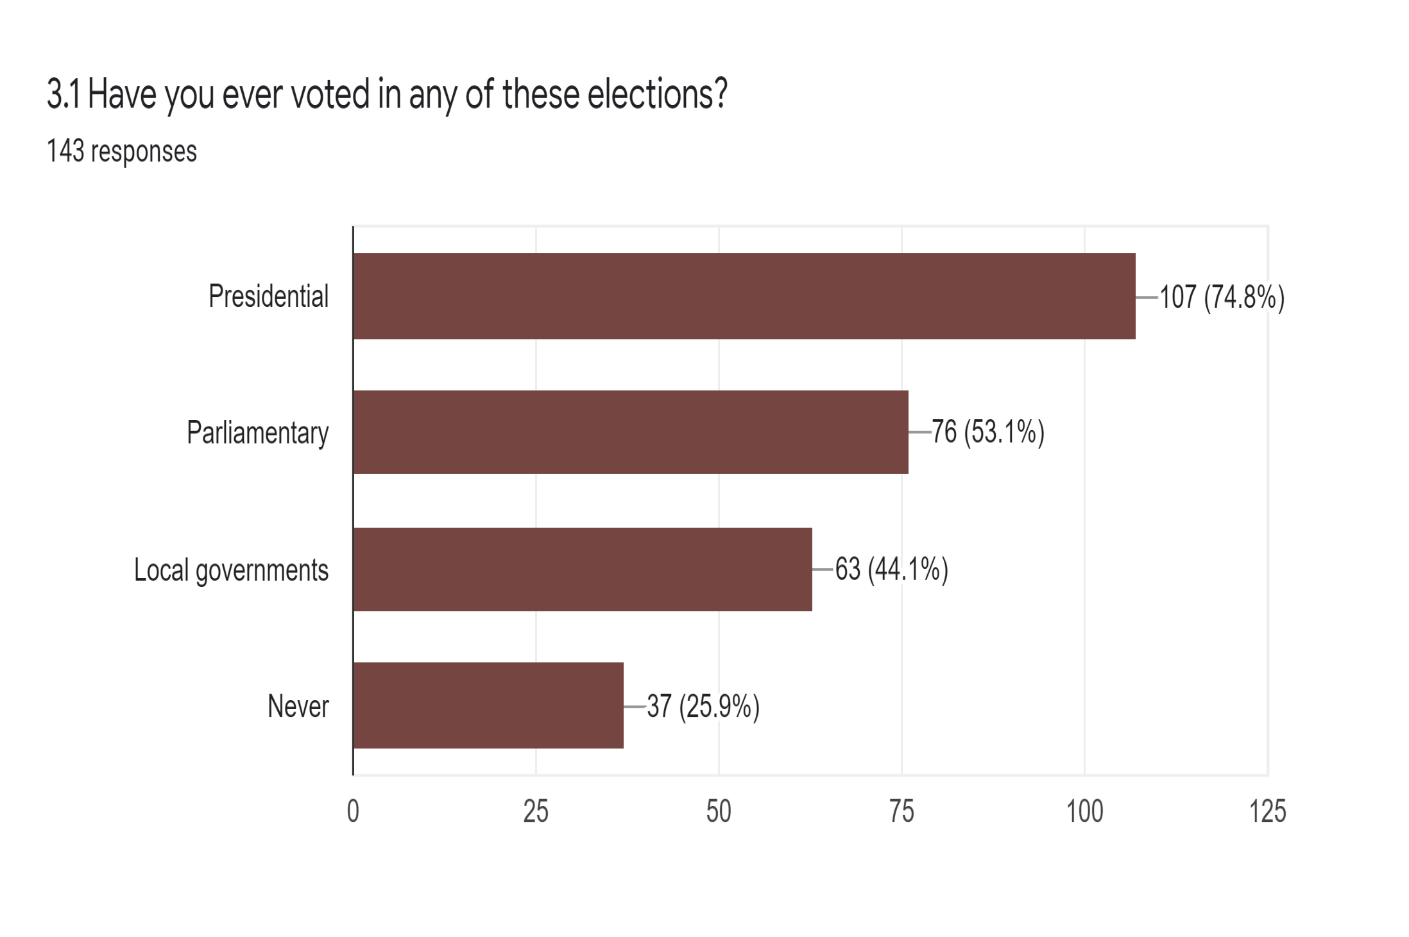 3.1 Have you ever voted in any of these elections?
143 responses
Presidential
107 (74.8%)
Parliamentary
76 (53.1%)
Local governments
63 (44.1%)
Never
37 (25.9%)
0 25 50 75 100 125